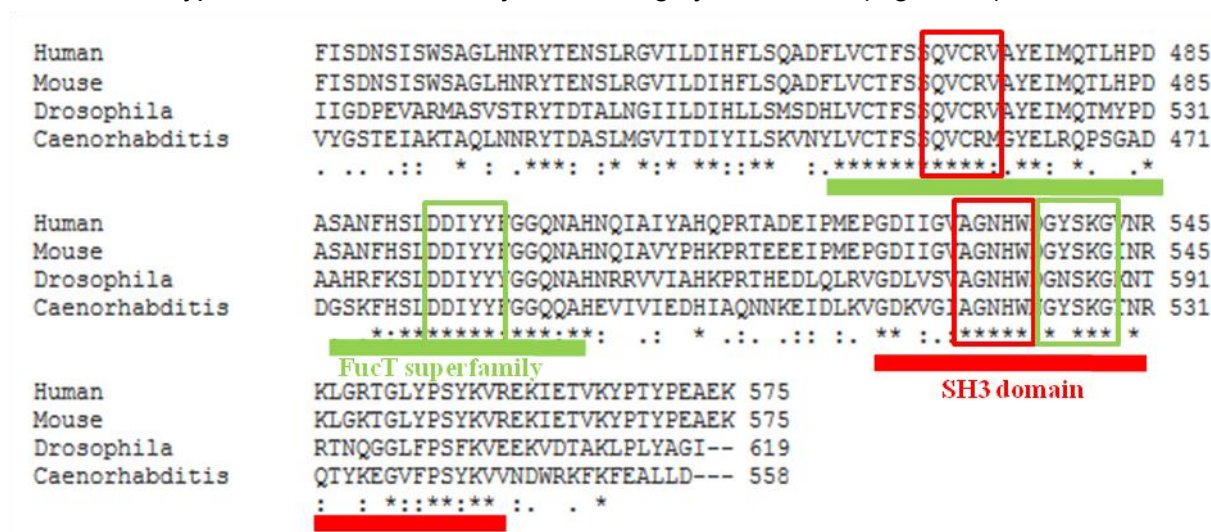 Human FISDNSISWSAGLHNRYTENSLRGVILDIHFLSQADFLVCTFSSQVCRVAYEIMQTLHPD 485
Mouse FISDNSISWSAGLHNRYTENSLRGVILDIHFLSQADFLVCTFSSQVCRVAYEIMQTLHPD 485
Drosophila IIGDPEVARMASVSTRYTDTALNGIILDIHLLSMSDHLVCTFSSQVCRVAYEIMQTMYPD 531
Caenorhabditis VYGSTEIAKTAQLNNRYTDASLMGVITDIYILSKVNYLVCTFSSQVCRMGYELRQPSGAD 471
. . .:: * : .***: :* *:* **::** :.***********:.**: *. .*
Human ASANFHSLDDIYYFGGQNAHNQIAIYAHQPRTADEIPMEPGDIIGVAGNHWDGYSKGVNR 545
Mouse ASANFHSLDDIYYFGGQNAHNQIAVYPHKPRTEEEIPMEPGDIIGVAGNHWDGYSKGINR 545
Drosophila AAHRFKSLDDIYYYGGQNAHNRRVVIAHKPRTHEDLQLRVGDLVSVAGNHWDGNSKGKNT 591
Caenorhabditis DGSKFHSLDDIYYFGGQQAHEVIVIEDHIAQNNKEIDLKVGDKVGIAGNHWNGYSKGTNR 531
.*:*******:***:**: .: * .:. :: :. ** :.:*****:* *** *
FucT superfamily
SH3 domain
Human KLGRTGLYPSYKVREKIETVKYPTYPEAEK 575
Mouse KLGKTGLYPSYKVREKIETVKYPTYPEAEK 575
Drosophila RTNQGGLFPSFKVEEKVDTAKLPLYAGI-- 619
Caenorhabditis QTYKEGVFPSYKVVNDWRKFKFEALLD--- 558
: : *::**:** :. . *